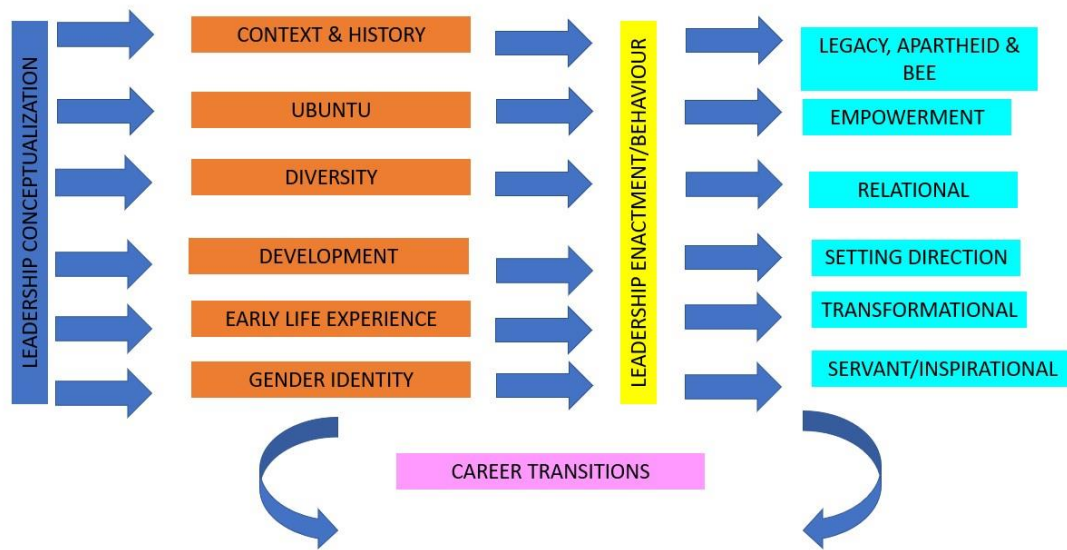 LEADERSHIP CONCEPTUALIZATION
CONTEXT & HISTORY
UBUNTU
DIVERSITY
DEVELOPMENT
EARLY LIFE EXPERIENCE
GENDER IDENTITY
LEADERSHIP ENACTMENT/BEHAVIOUR
LEGACY, APARTHEID &
BEE
EMPOWERMENT
RELATIONAL
SETTING DIRECTION
TRANSFORMATIONAL
SERVANT/INSPIRATIONAL
CAREER TRANSITIONS